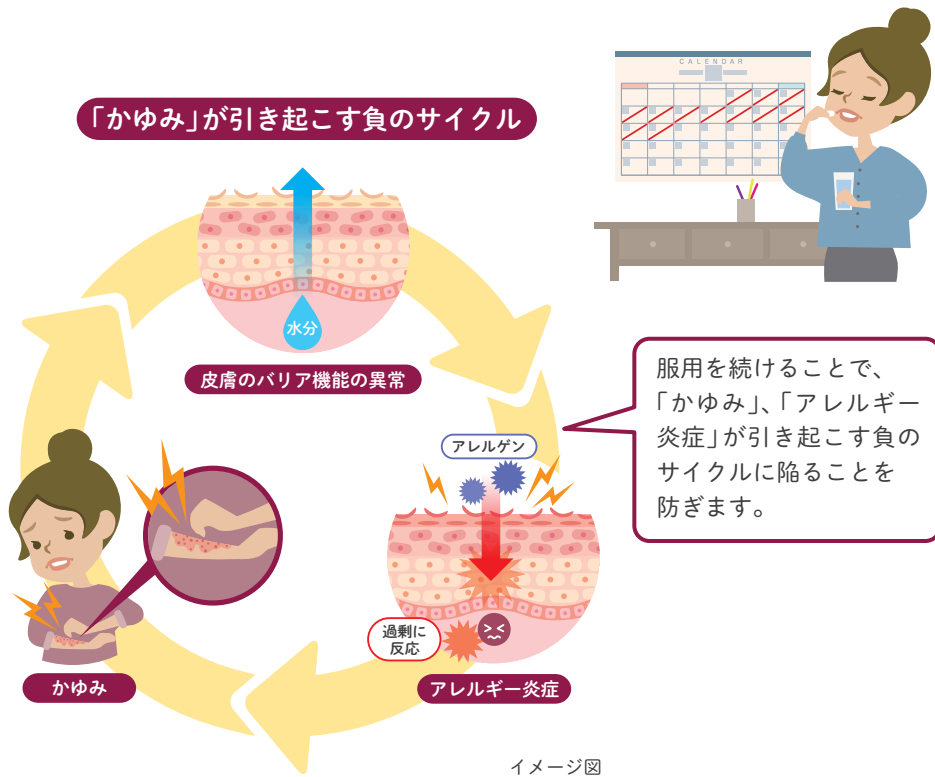 CALENDAR
「かゆみ」が引き起こす負のサイクル
水分
皮膚のバリア機能の異常
服用を続けることで、
「かゆみ」、「アレルギー
炎症」が引き起こす負の
サイクルに陥ることを
防ぎます。
アレルゲン
過剰に
反応
アレルギー炎症
かゆみ
イメージ図